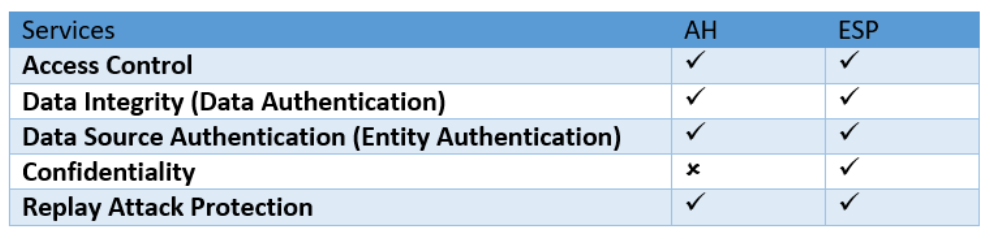 Services AH ESP
Access Control ✓ ✓
Data Integrity (Data Authentication) ✓ ✓
Data Source Authentication (Entity Authentication) ✓ ✓
Confidentiality × ✓
Replay Attack Protection ✓ ✓